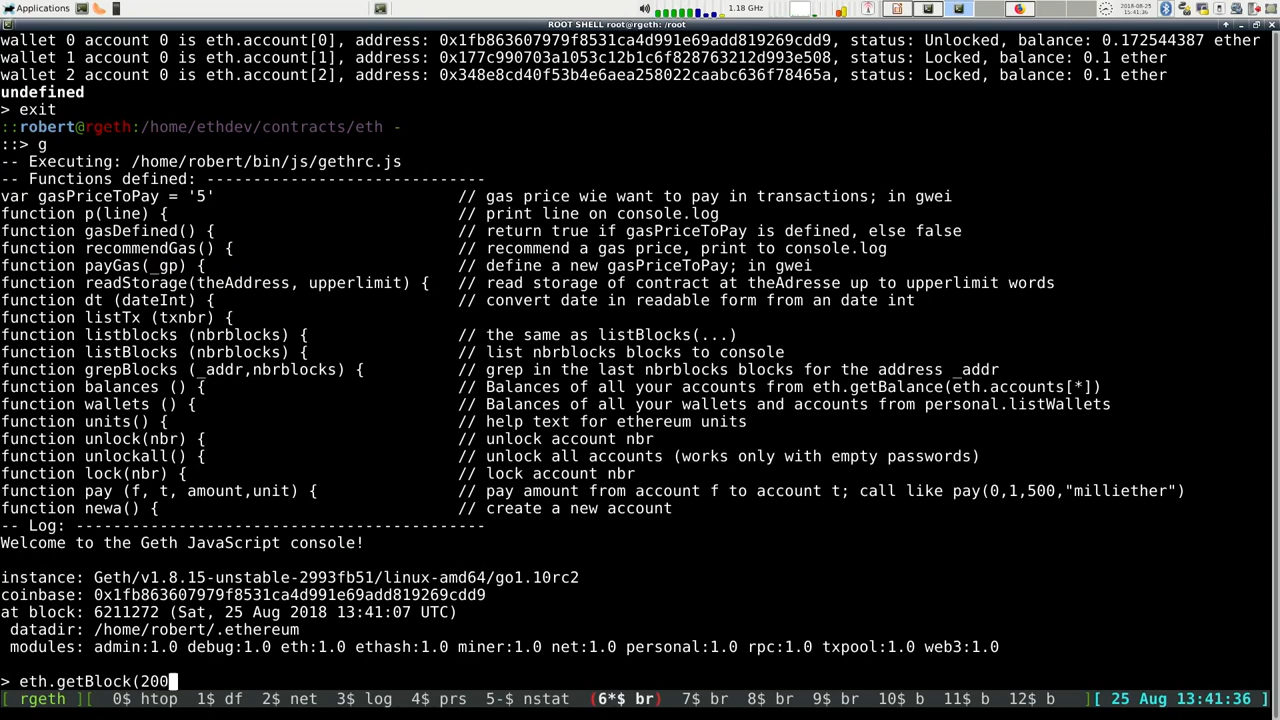 Applications
1.18 GHz
2018-08-25
15:41:36
ROOT SHELL root@rgeth: /root
wallet 0 account 0 is eth.account[0], address: 0x1fb863607979f8531ca4d991e69add819269cdd9, status: Unlocked, balance: 0.172544387 ether
wallet 1 account 0 is eth.account[1], address: 0x177c990703a1053c12b1c6f828763212d993e508, status: Locked, balance: 0.1 ether
wallet 2 account 0 is eth.account[2], address: 0x348e8cd40f53b4e6aea258022caabc636f78465a, status: Locked, balance: 0.1 ether
undefined
> exit
::robert@rgeth:/home/ethdev/contracts/eth -
::> g
-- Executing: /home/robert/bin/js/gethrc.js
-- Functions defined: ------------------------------
var gasPriceToPay = '5' // gas price wie want to pay in transactions; in gwei
function p(line) { // print line on console.log
function gasDefined() { // return true if gasPriceToPay is defined, else false
function recommendGas() { // recommend a gas price, print to console.log
function payGas(_gp) { // define a new gasPriceToPay; in gwei
function readStorage(theAddress, upperlimit) { // read storage of contract at theAdresse up to upperlimit words
function dt (dateInt) { // convert date in readable form from an date int
function listTx (txnbr) {
function listblocks (nbrblocks) { // the same as listBlocks(...)
function listBlocks (nbrblocks) { // list nbrblocks blocks to console
function grepBlocks (_addr,nbrblocks) { // grep in the last nbrblocks blocks for the address _addr
function balances () { // Balances of all your accounts from eth.getBalance(eth.accounts[*])
function wallets () { // Balances of all your wallets and accounts from personal.listWallets
function units() { // help text for ethereum units
function unlock(nbr) { // unlock account nbr
function unlockall() { // unlock all accounts (works only with empty passwords)
function lock(nbr) { // lock account nbr
function pay (f, t, amount,unit) { // pay amount from account f to account t; call like pay(0,1,500,"milliether")
function newa() { // create a new account
-- Log: --------------------------------------------
Welcome to the Geth JavaScript console!
instance: Geth/v1.8.15-unstable-2993fb51/linux-amd64/go1.10rc2
coinbase: 0x1fb863607979f8531ca4d991e69add819269cdd9
at block: 6211272 (Sat, 25 Aug 2018 13:41:07 UTC)
datadir: /home/robert/.ethereum
modules: admin:1.0 debug:1.0 eth:1.0 ethash:1.0 miner:1.0 net:1.0 personal:1.0 rpc:1.0 txpool:1.0 web3:1.0
> eth.getBlock(200
[ rgeth ][ 0$ htop 1$ df 2$ net 3$ log 4$ prs 5-$ nstat (6*$ br) 7$ br 8$ br 9$ br 10$ b 11$ b 12$ b ][ 25 Aug 13:41:36 ]